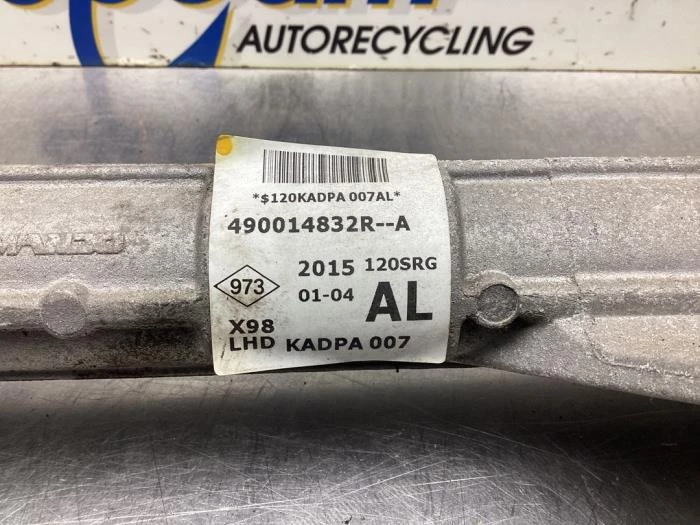 AUTORECYCLING
*$120KADPA 007AL*
490014832R--A
973
2015 120SRG
01-04 AL
X98
LHD KADPA 007